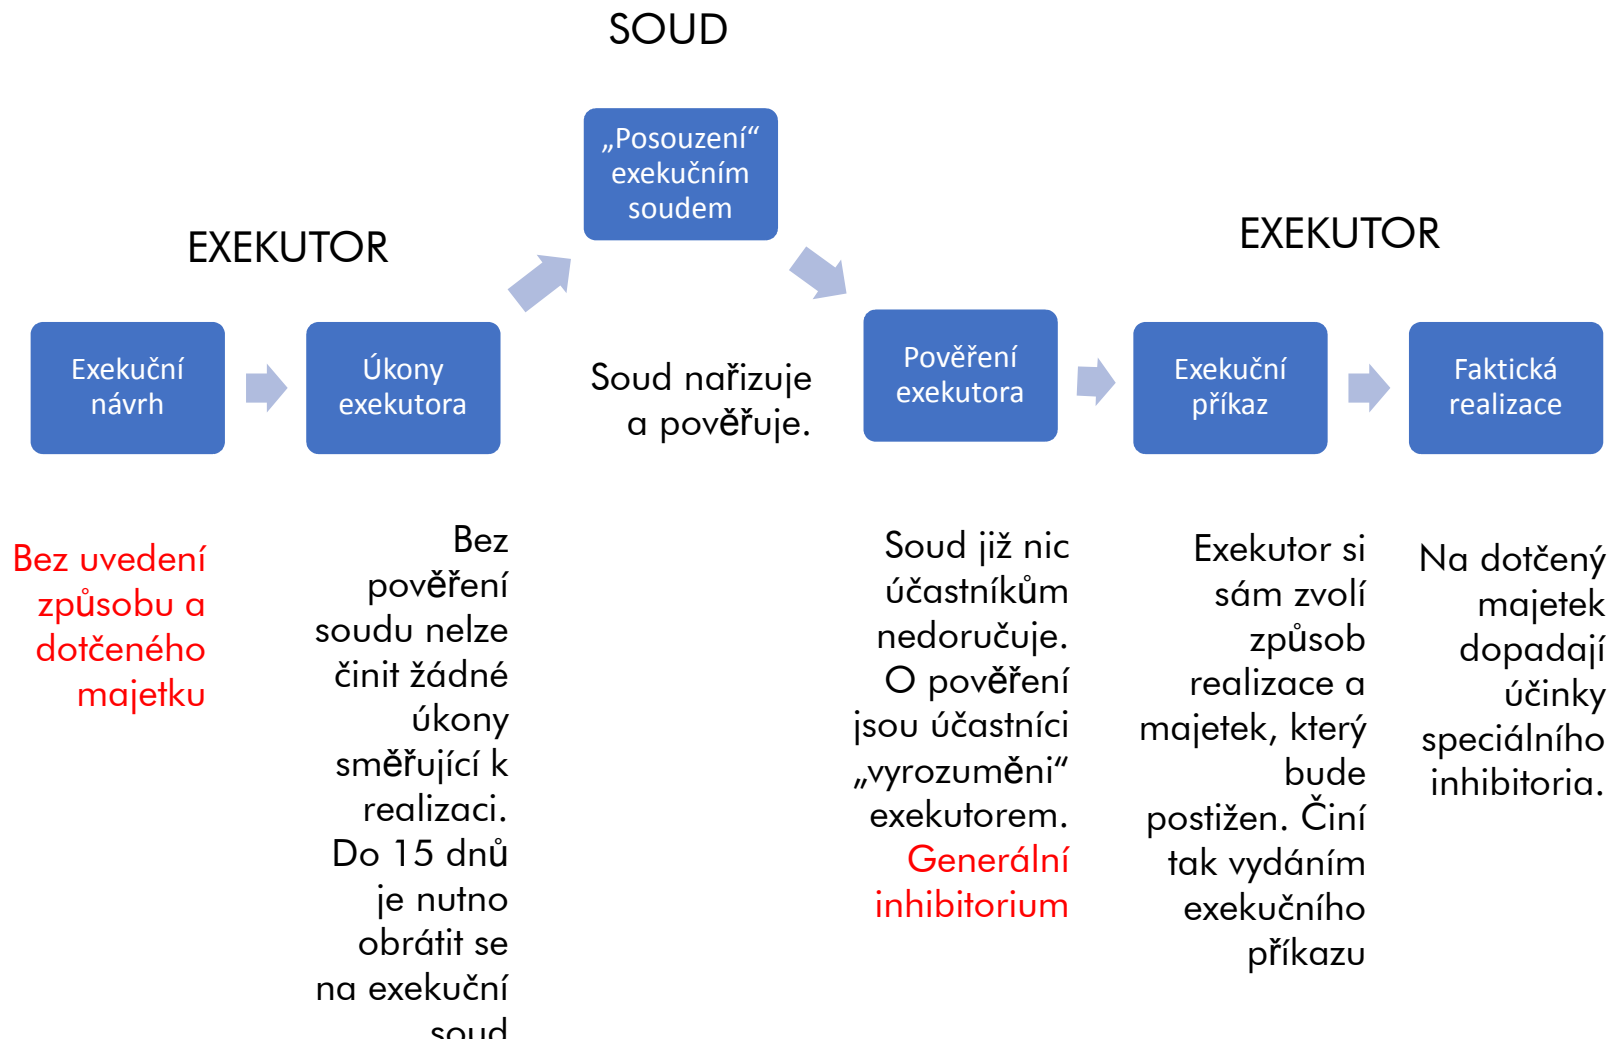 SOUD
„Posouzení“
exekučním
soudem
EXEKUTOR
EXEKUTOR
Exekuční
návrh
Úkony
exekutora
Soud nařizuje
a pověřuje.
Pověření
exekutora
Exekuční
příkaz
Faktická
realizace
Bez uvedení
způsobu a
dotčeného
majetku
Bez
pověření
soudu nelze
činit žádné
úkony
směřující k
realizaci.
Do 15 dnů
je nutno
obrátit se
na exekuční
soud
Soud již nic
účastníkům
nedoručuje.
O pověření
jsou účastníci
„vyrozuměni“
exekutorem.
Generální
inhibitorium
Exekutor si
sám zvolí
způsob
realizace a
majetek, který
bude
postižen. Činí
tak vydáním
exekučního
příkazu
Na dotčený
majetek
dopadají
účinky
speciálního
inhibitoria.